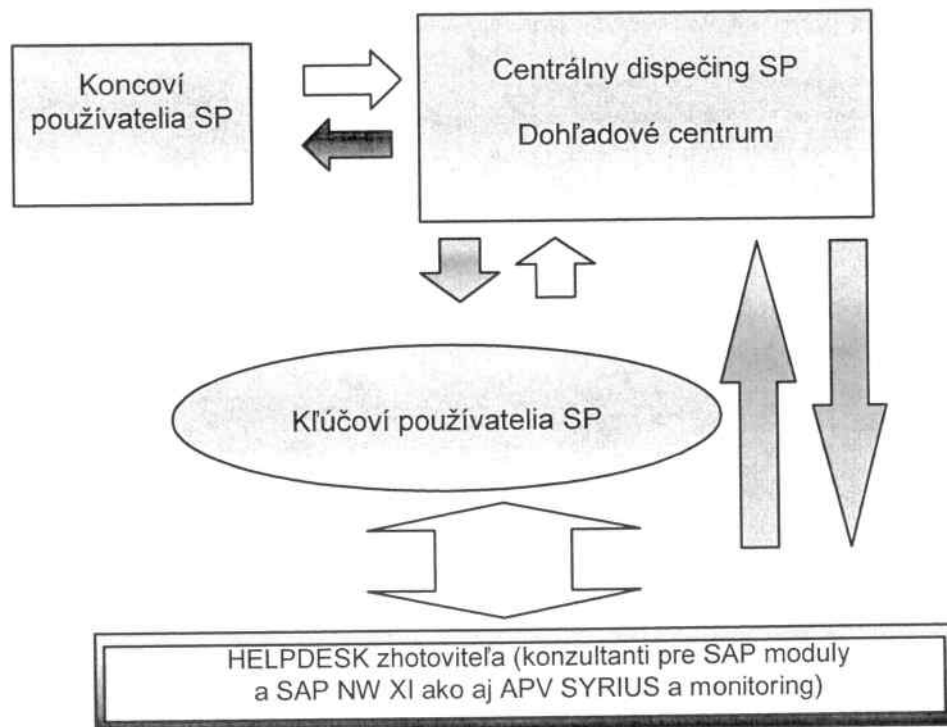 Koncoví
používatelia SP
Centrálny dispečing SP
Dohľadové centrum
Kľúčoví používatelia SP
HELPDESK zhotoviteľa (konzultanti pre SAP moduly
a SAP NW XI ako aj APV SYRIUS a monitoring)